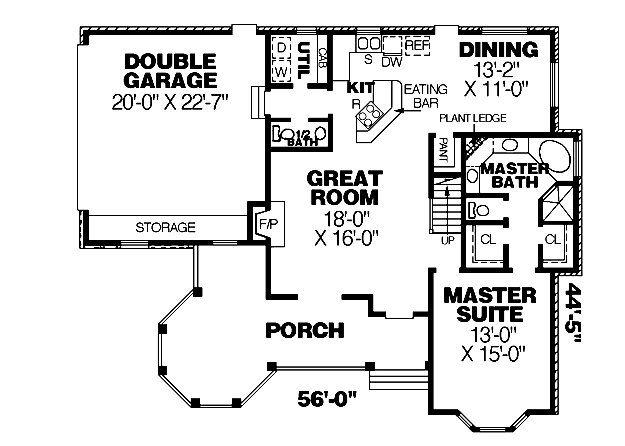 DOUBLE
GARAGE
20'-0" X 22'-7"
D
W
UTIL
CAB
S
DW
REF
DINING
13'-2"
X 11'-0"
KIT
R
EATING
BAR
PLANT LEDGE
1/2
BATH
PANT
MASTER
BATH
GREAT
ROOM
18'-0"
X 16'-0"
STORAGE
F/P
UP
CL
CL
MASTER
SUITE
13'-0"
X 15'-0"
PORCH
44'-5"
56'-0"